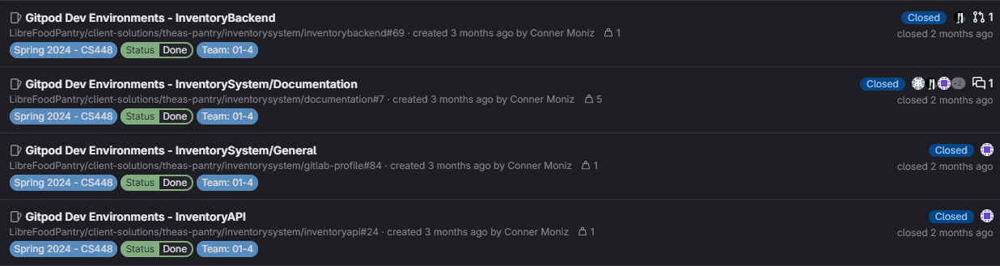 Gitpod Dev Environments - InventoryBackend Closed 1
LibreFoodPantry/client-solutions/theas-pantry/inventorysystem/inventorybackend#69 · created 3 months ago by Conner Moniz 1 closed 2 months ago
Spring 2024 - CS448 Status Done Team: 01-4
Gitpod Dev Environments - InventorySystem/Documentation Closed +2 1
LibreFoodPantry/client-solutions/theas-pantry/inventorysystem/documentation#7 · created 3 months ago by Conner Moniz 5 closed 2 months ago
Spring 2024 - CS448 Status Done Team: 01-4
Gitpod Dev Environments - InventorySystem/General Closed
LibreFoodPantry/client-solutions/theas-pantry/inventorysystem/gitlab-profile#84 · created 3 months ago by Conner Moniz 1 closed 2 months ago
Spring 2024 - CS448 Status Done Team: 01-4
Gitpod Dev Environments - InventoryAPI Closed
LibreFoodPantry/client-solutions/theas-pantry/inventorysystem/inventoryapi#24 · created 3 months ago by Conner Moniz 1 closed 2 months ago
Spring 2024 - CS448 Status Done Team: 01-4